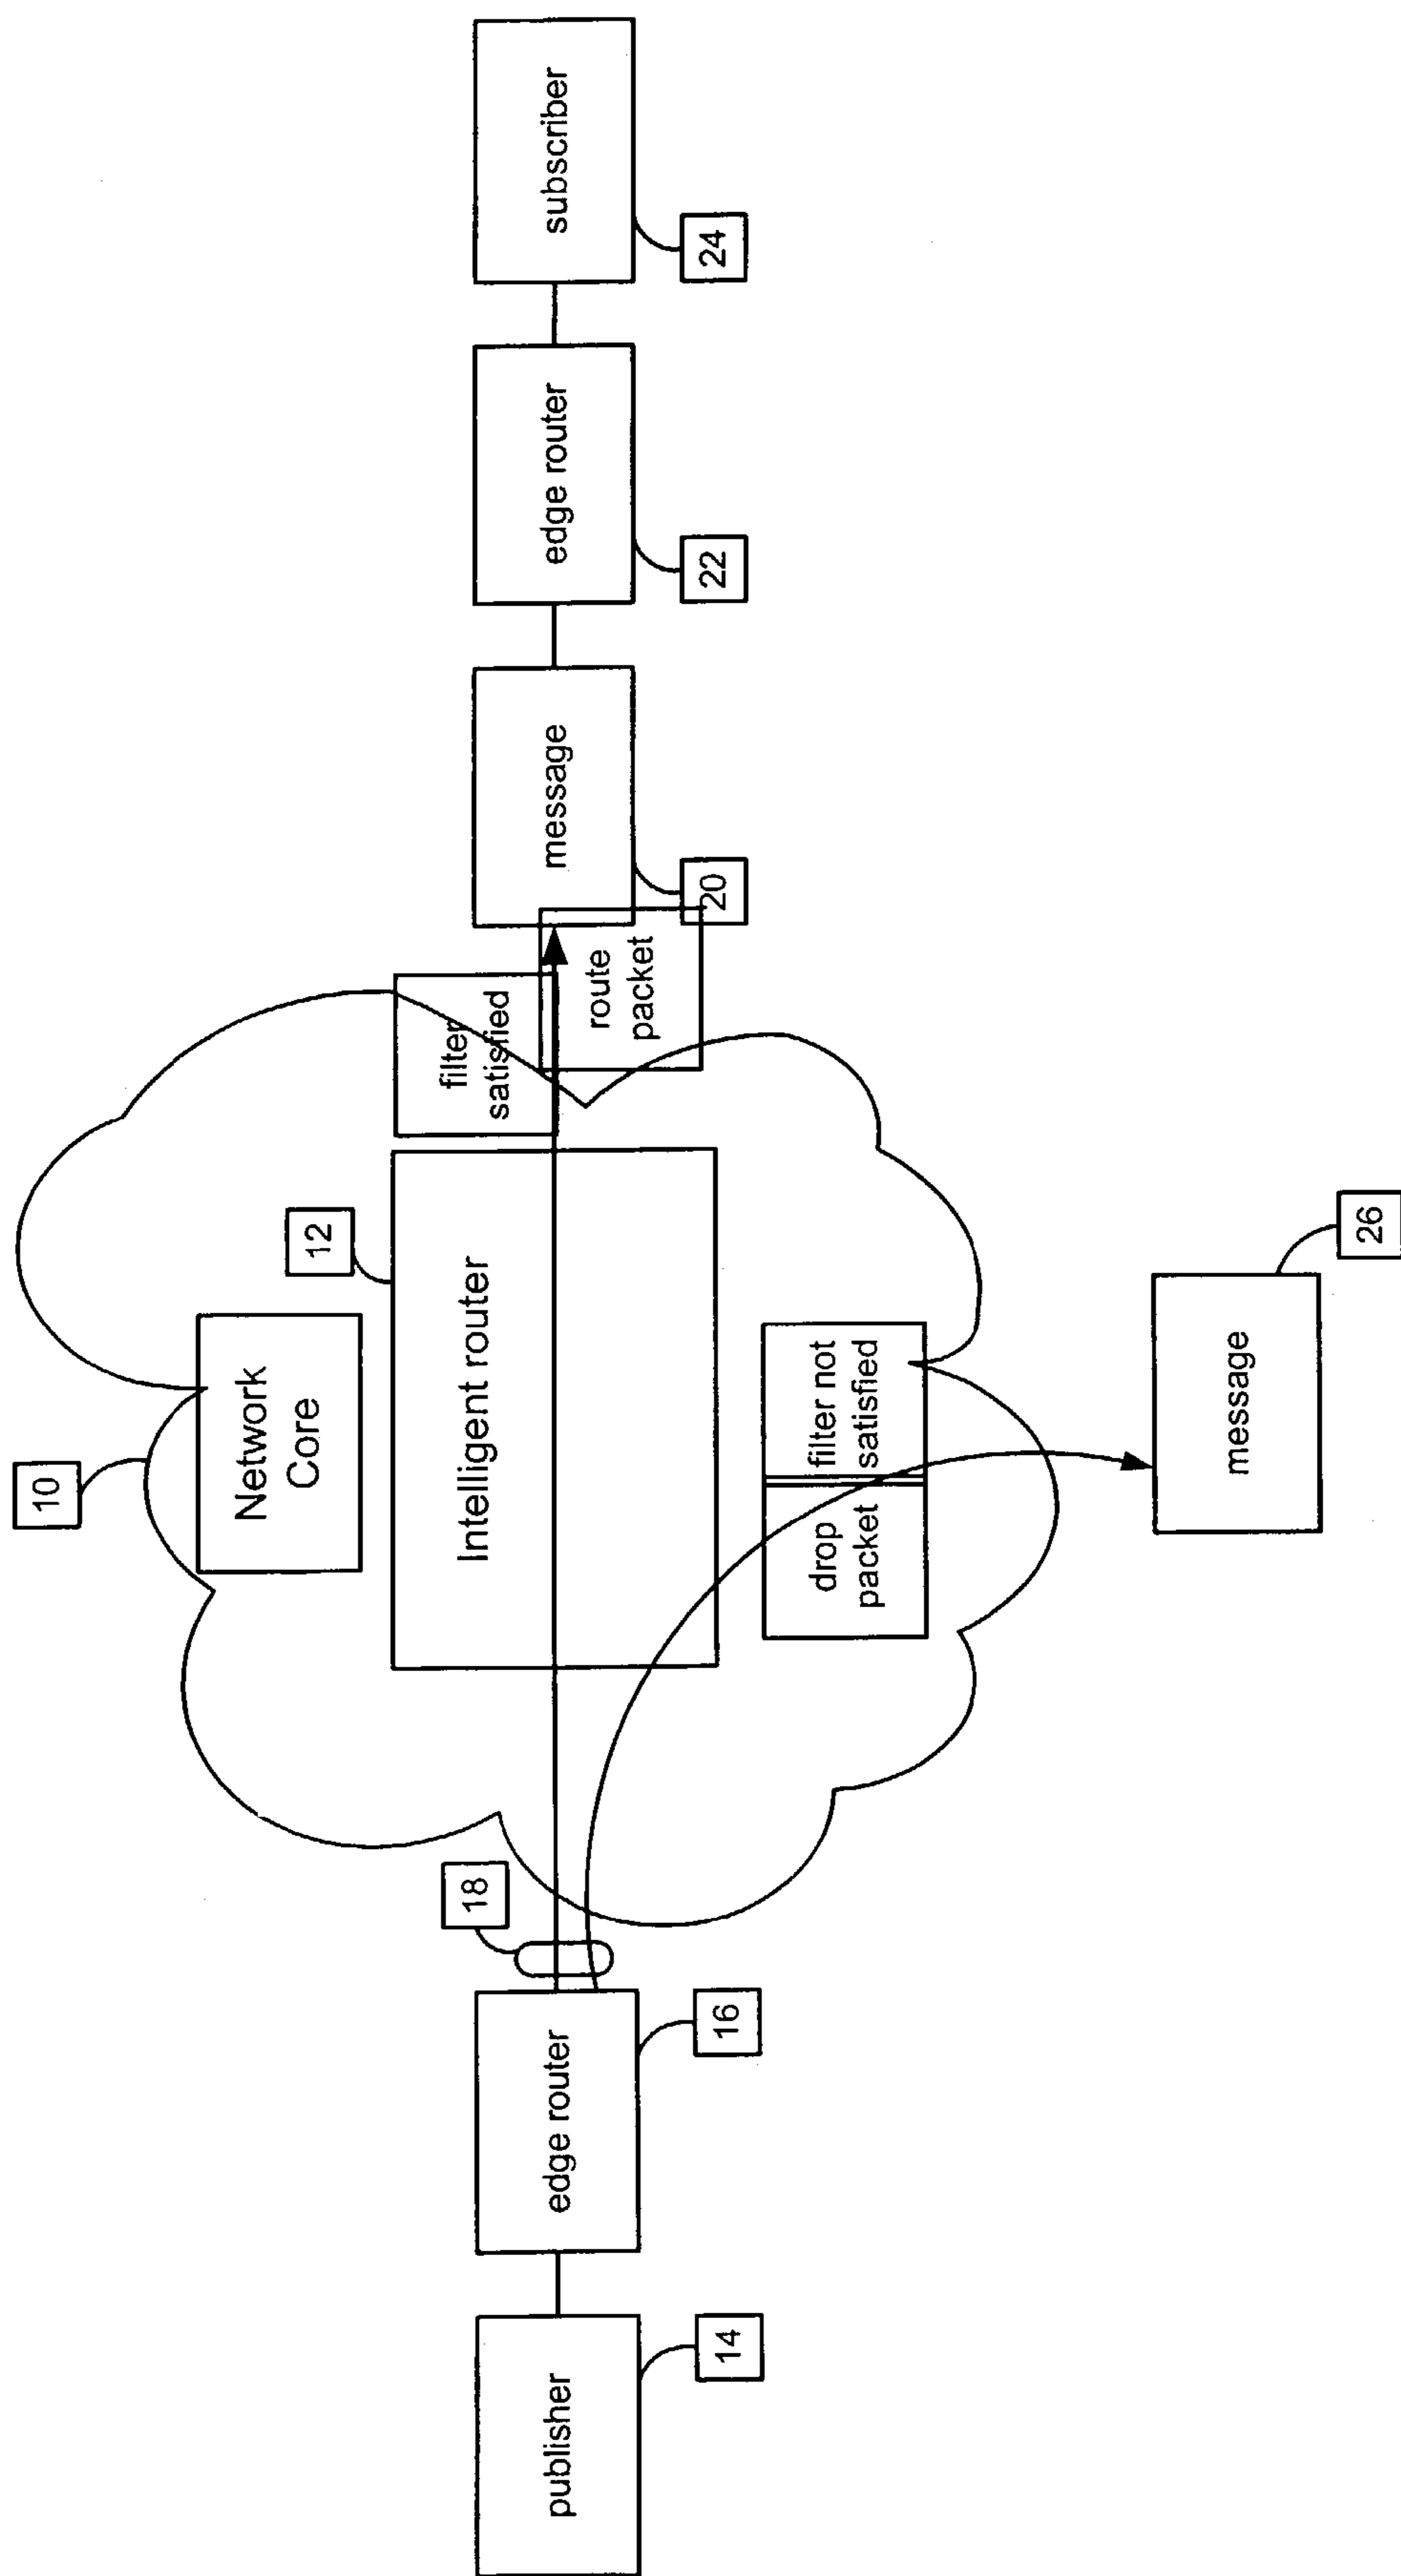 10
Network
Core
12
Intelligent router
publisher
14
edge router
16
18
filter
satisfied
route
packet
message
20
edge router
22
subscriber
24
drop
packet
filter not
satisfied
message
26